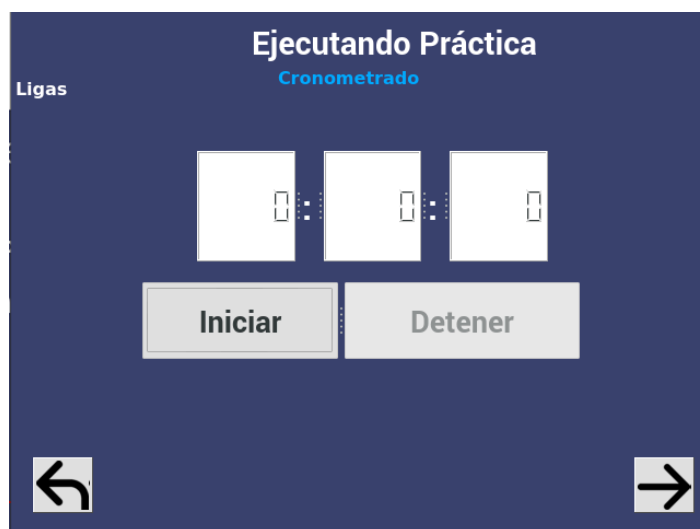 Ejecutando Práctica
Cronometrado
Ligas
0 : 0 : 0
Iniciar Detener